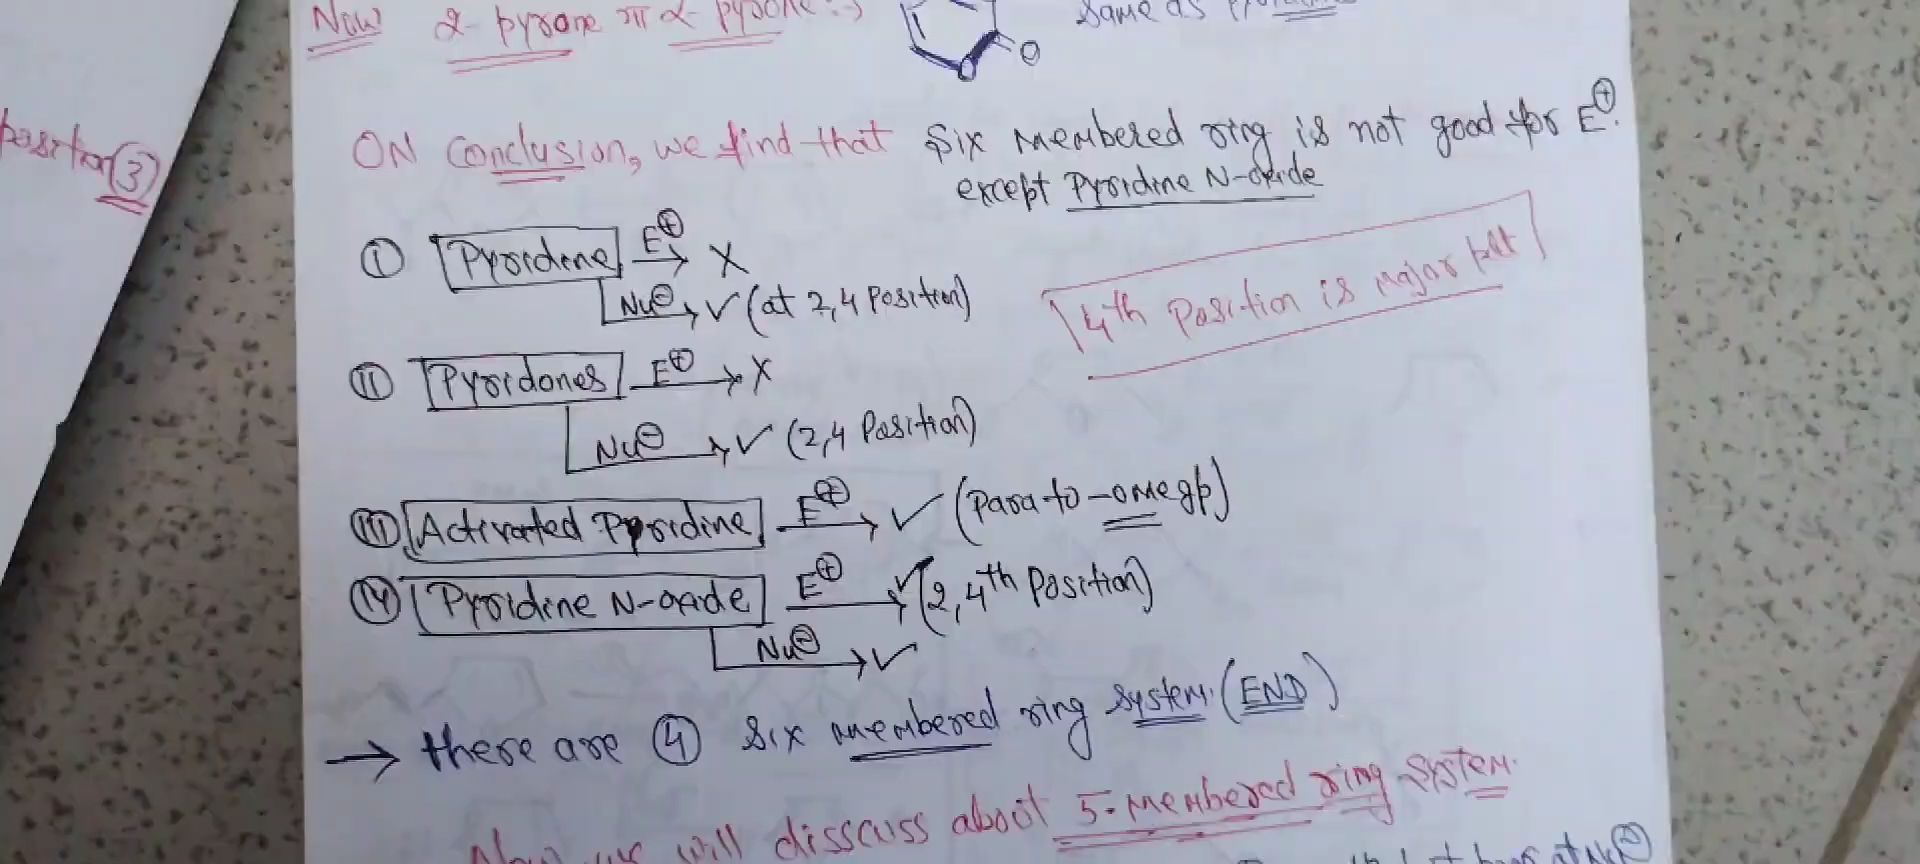 Now 2-pyrone या α-pyrone :→ O O same as
position ③
ON conclusion, we find that six membered ring is not good for E⊕.
except Pyridine N-oxide
① Pyridine E⊕ → X
Nu⊖ → ✓ (at 2,4 Position)
4th Position is major
② Pyridones E⊕ → X
Nu⊖ → ✓ (2,4 Position)
③ Activated Pyridine E⊕ → ✓ (Para to -OMe gp)
④ Pyridine N-oxide E⊕ → ✓ (2,4th Position)
Nu⊖ → ✓
→ there are ④ six membered ring system. (END)
Now we will disscuss about 5-membered ring system.